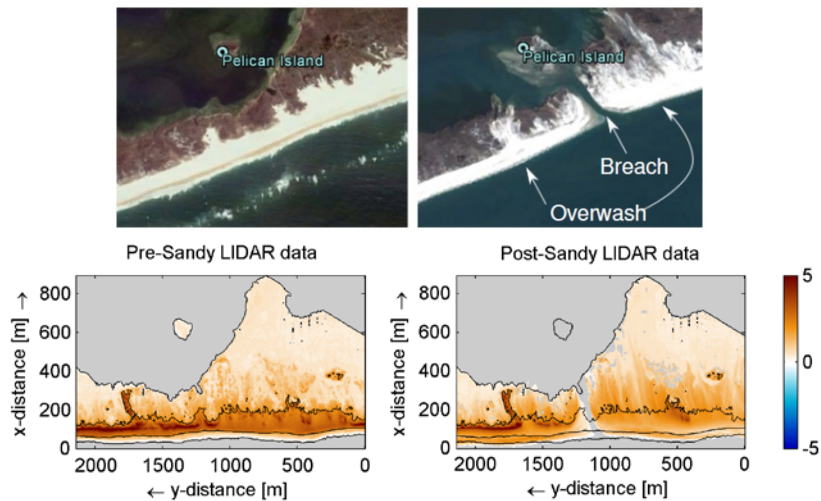 Pelican Island
Pelican Island
Breach
Overwash
Pre-Sandy LIDAR data
Post-Sandy LIDAR data
x-distance [m] →
800
600
400
200
0
2000
1500
1000
500
0
← y-distance [m]
x-distance [m] →
800
600
400
200
0
2000
1500
1000
500
0
← y-distance [m]
5
0
-5